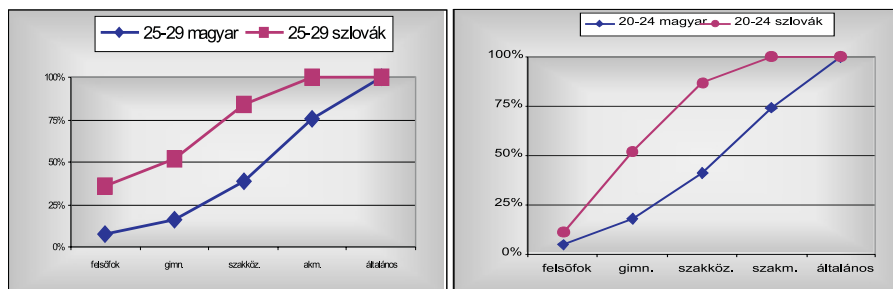 25-29 magyar 25-29 szlovák
100%
75%
50%
25%
0%
felsőfok gimn. szakköz. akm. általános
20-24 magyar 20-24 szlovák
100%
75%
50%
25%
0%
felsőfok gimn. szakköz. szakm. általános